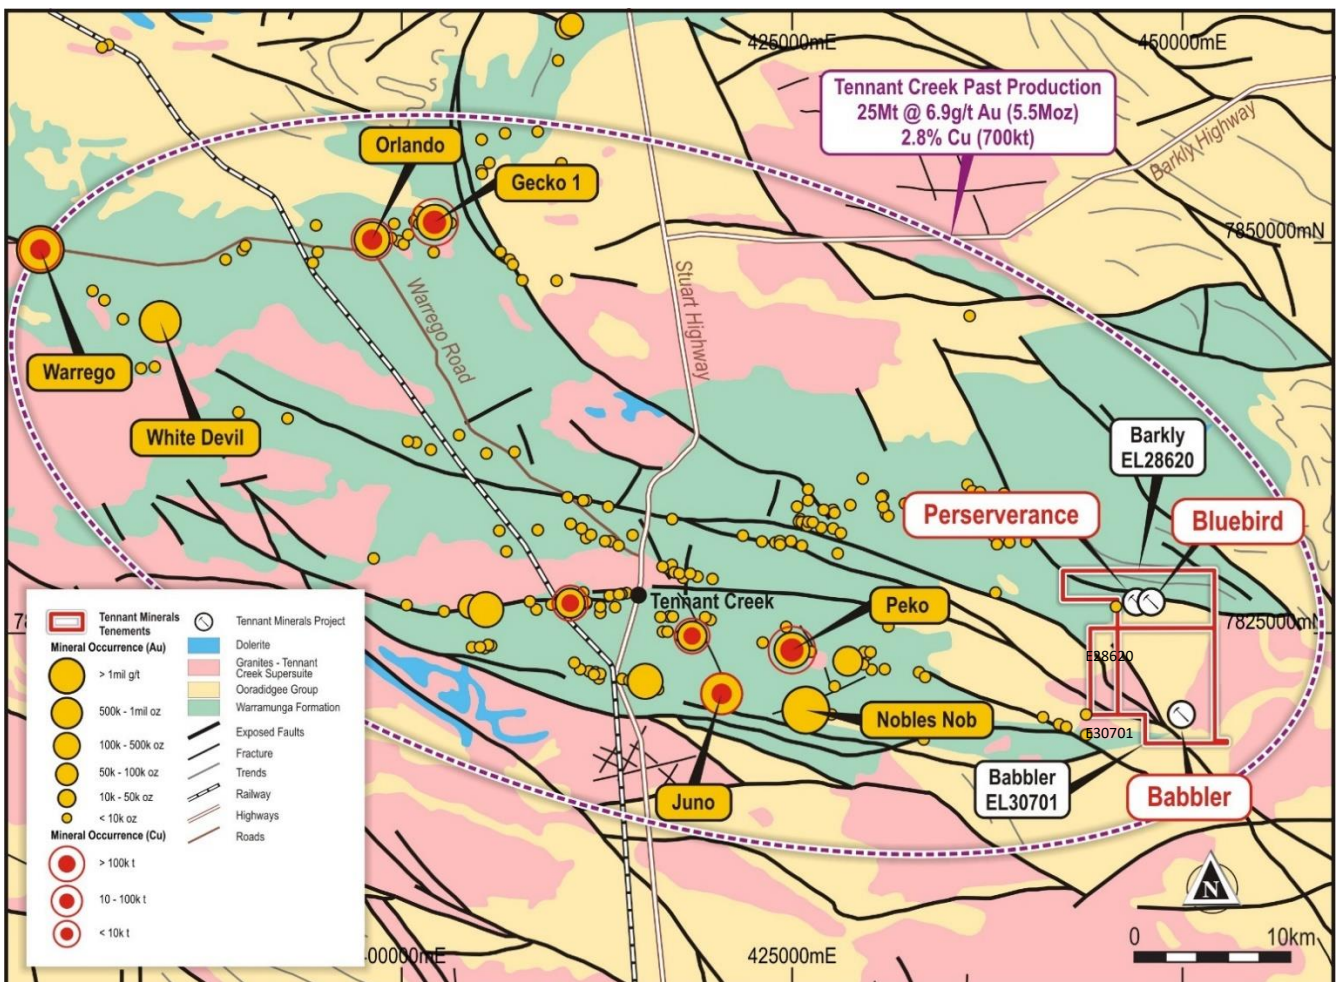 425000mE
450000mE
Tennant Creek Past Production
25Mt @ 6.9g/t Au (5.5Moz)
2.8% Cu (700kt)
Barkly Highway
Orlando
Gecko 1
7850000mN
Warrego Road
Stuart Highway
Warrego
White Devil
Barkly
EL28620
Perserverance
Bluebird
Tennant Creek
Peko
7825000mN
E28620
Nobles Nob
E30701
Juno
Babbler
EL30701
Babbler
78
Tennant Minerals
Tenements
Mineral Occurrence (Au)
> 1mil g/t
500k - 1mil oz
100k - 500k oz
50k - 100k oz
10k - 50k oz
< 10k oz
Mineral Occurrence (Cu)
> 100k t
10 - 100k t
< 10k t
Tennant Minerals Project
Dolerite
Granites - Tennant
Creek Supersuite
Ooradidgee Group
Warramunga Formation
Exposed Faults
Fracture
Trends
Railway
Highways
Roads
N
00000mE
425000mE
0 10km